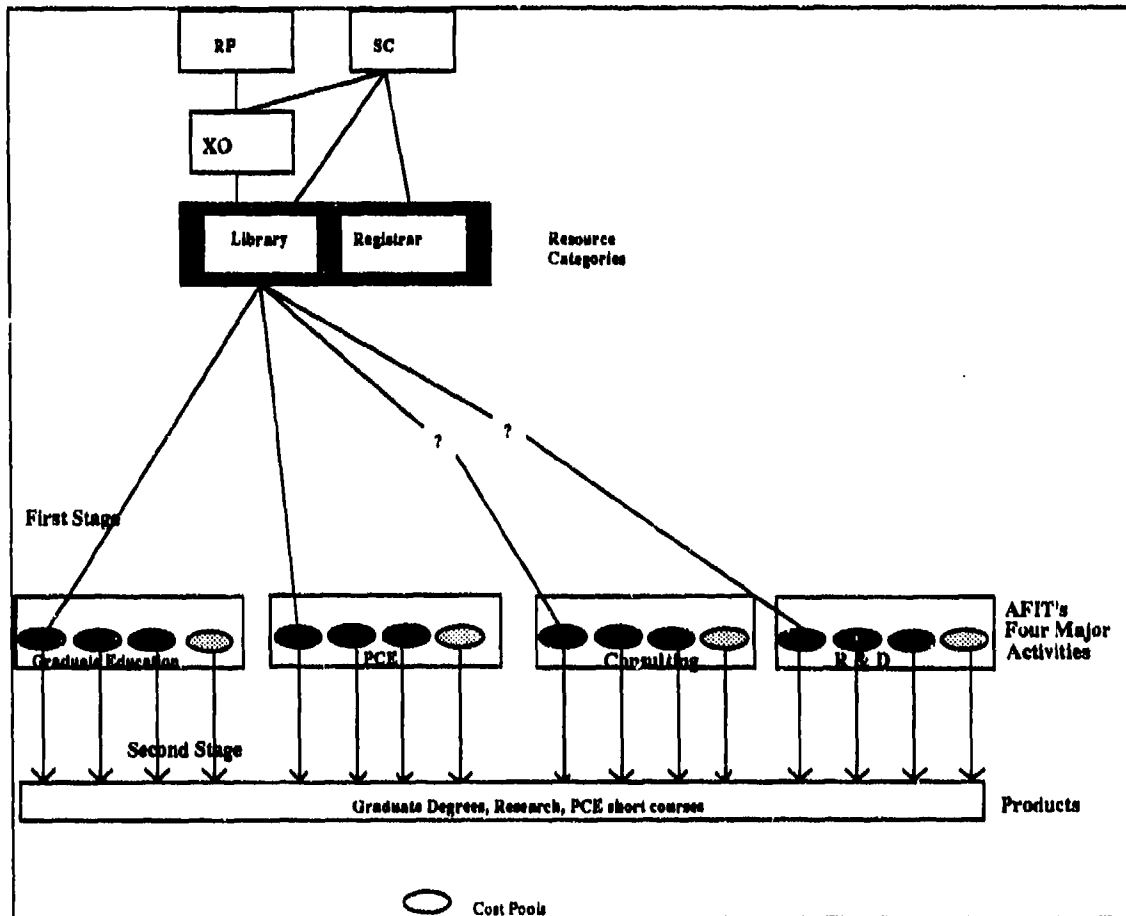 RP
SC
XO
Library
Registrar
Resource
Categories
?
?
First Stage
AFIT's
Four Major
Activities
Graduate Education
PCE
Consulting
R & D
Second Stage
Graduate Degrees, Research, PCE short courses
Products
Cost Pools